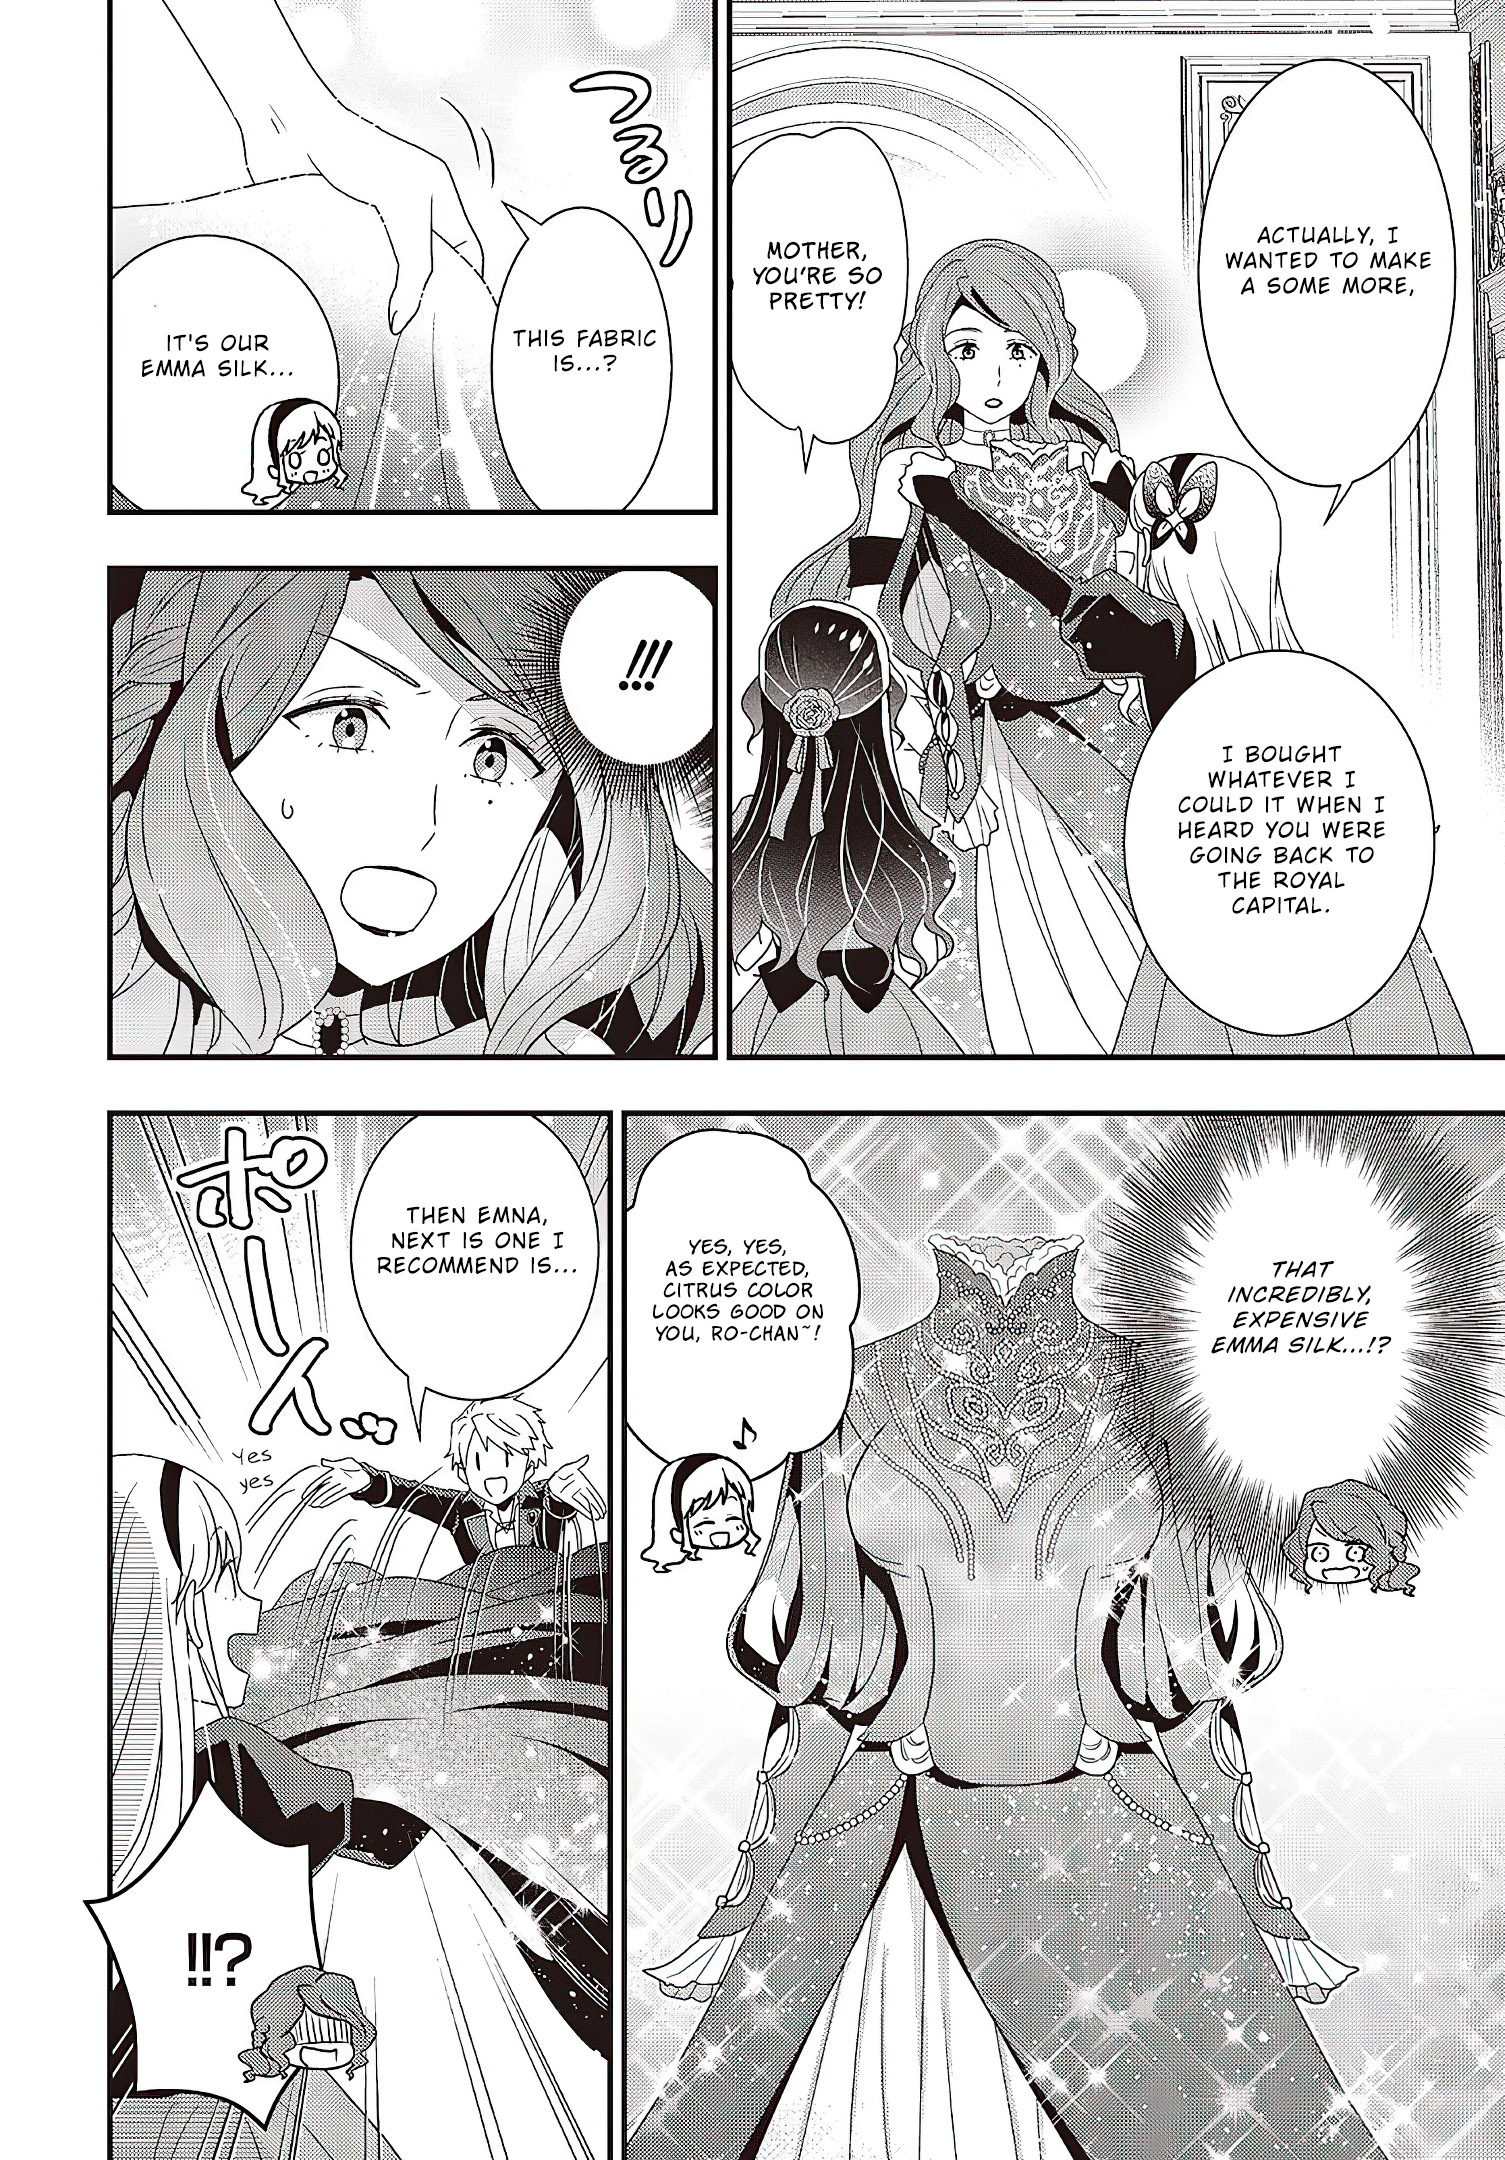 ACTUALLY, I
WANTED TO MAKE
A SOME MORE,
MOTHER,
YOU'RE SO
PRETTY!
I BOUGHT
WHATEVER I
COULD IT WHEN I
HEARD YOU WERE
GOING BACK TO
THE ROYAL
CAPITAL.
つるり
THIS FABRIC
IS...?
IT'S OUR
EMMA SILK...
!!!
THAT
INCREDIBLY,
EXPENSIVE
EMMA SILK...!?
YES, YES,
AS EXPECTED,
CITRUS COLOR
LOOKS GOOD ON
YOU, RO-CHAN~!
THEN EMNA,
NEXT IS ONE I
RECOMMEND IS...
ポーイッ
Yes
yes
!!?